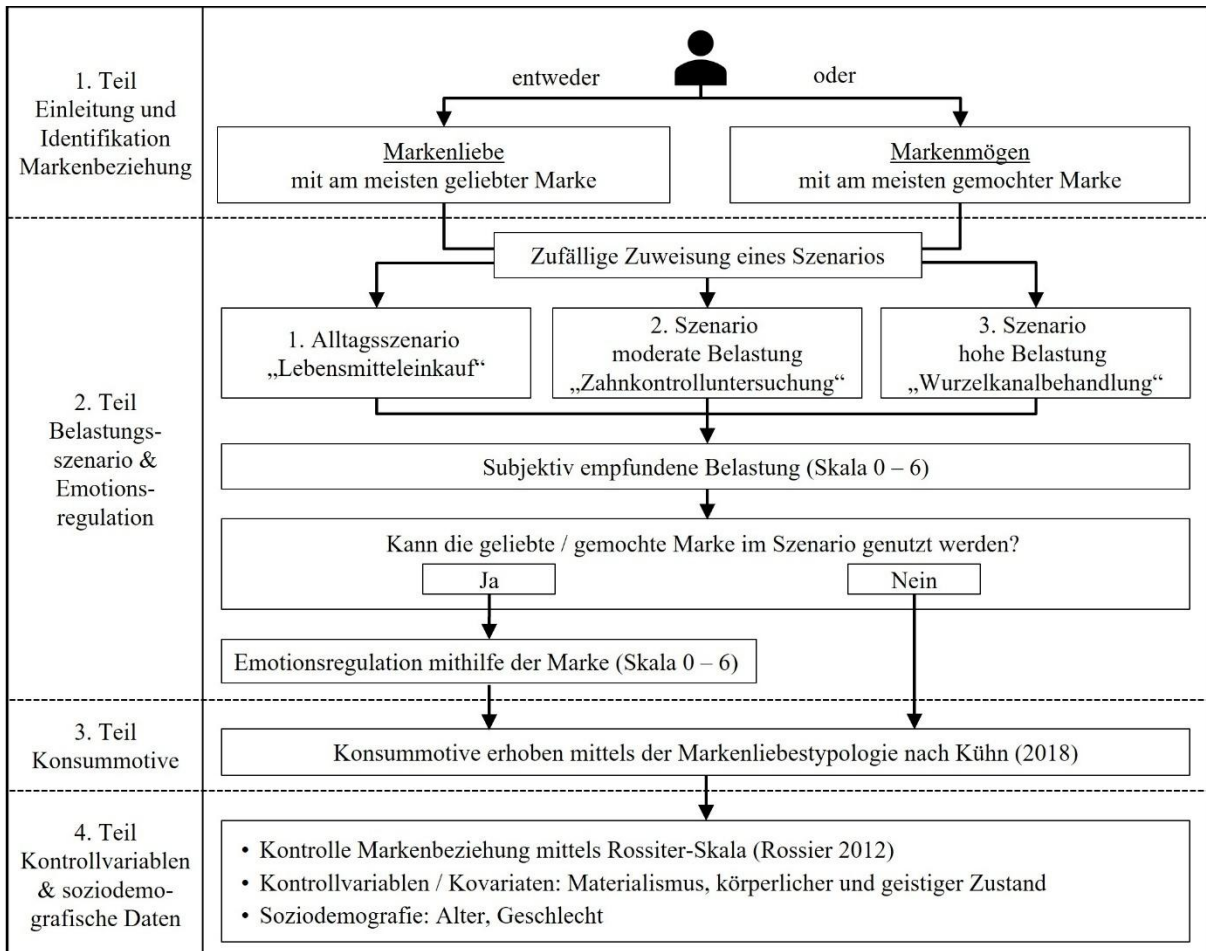 1. Teil
Einleitung und
Identifikation
Markenbeziehung
entweder
oder
Markenliebe
mit am meisten geliebter Marke
Markenmögen
mit am meisten gemochter Marke
2. Teil
Belastungs-
szenario &
Emotions-
regulation
Zufällige Zuweisung eines Szenarios
1. Alltagsszenario
„Lebensmitteleinkauf“
2. Szenario
moderate Belastung
„Zahnkontrolluntersuchung“
3. Szenario
hohe Belastung
„Wurzelkanalbehandlung“
Subjektiv empfundene Belastung (Skala 0 – 6)
Kann die geliebte / gemochte Marke im Szenario genutzt werden?
Ja
Nein
Emotionsregulation mithilfe der Marke (Skala 0 – 6)
3. Teil
Konsummotive
Konsummotive erhoben mittels der Markenliebestypologie nach Kühn (2018)
4. Teil
Kontrollvariablen
& soziodemo-
grafische Daten
• Kontrolle Markenbeziehung mittels Rossiter-Skala (Rossier 2012)
• Kontrollvariablen / Kovariaten: Materialismus, körperlicher und geistiger Zustand
• Soziodemografie: Alter, Geschlecht